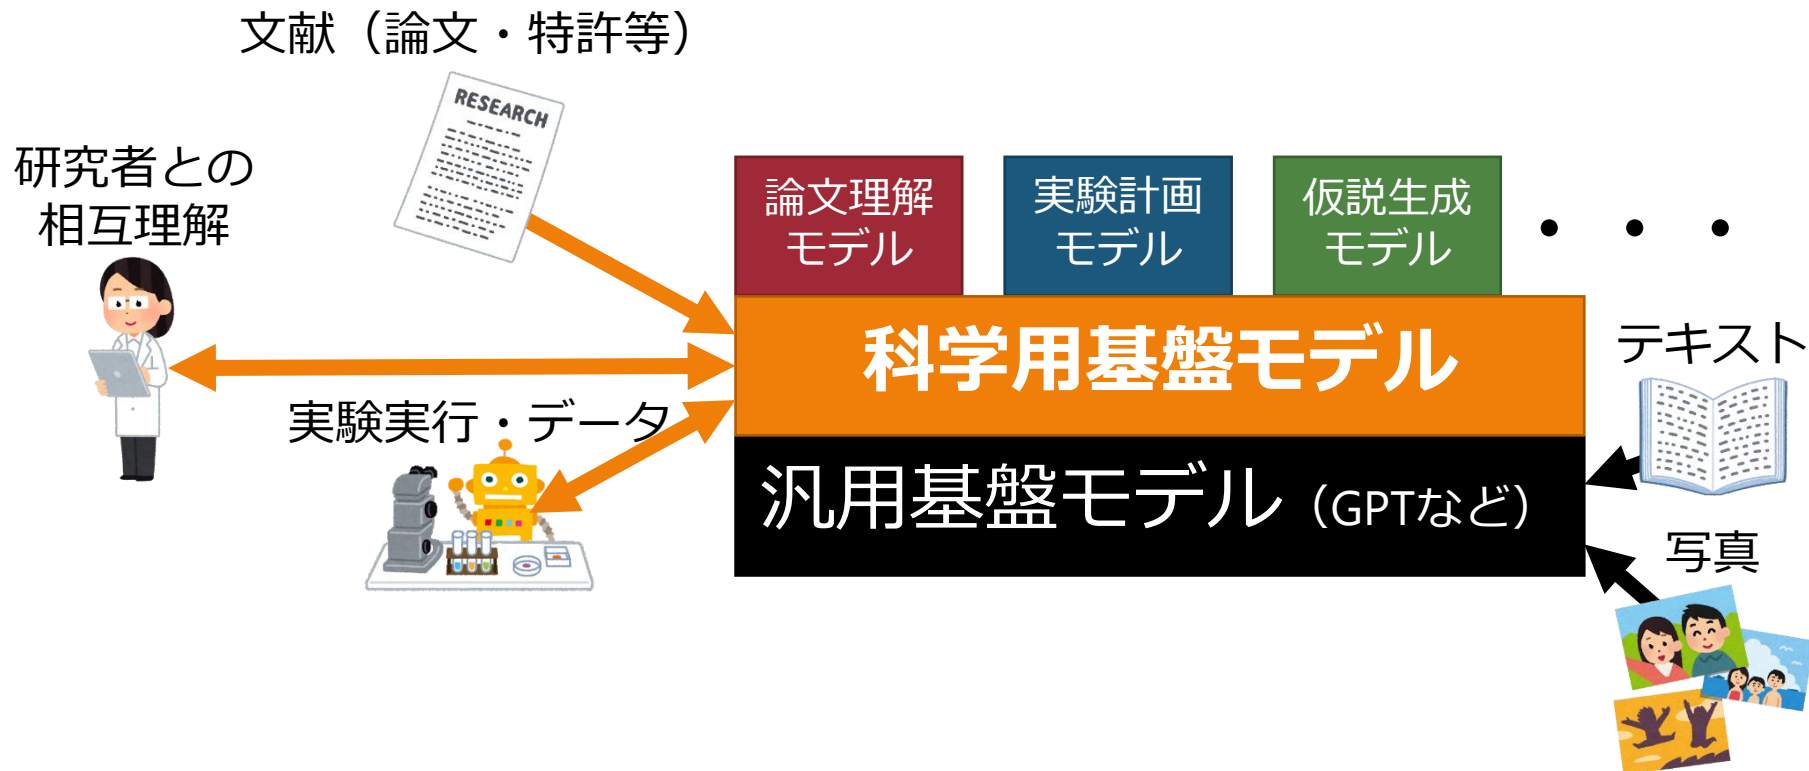 文献（論文・特許等）
RESEARCH
研究者との
相互理解
論文理解
モデル
実験計画
モデル
仮説生成
モデル
・・・
科学用基盤モデル
テキスト
実験実行・データ
汎用基盤モデル（GPTなど）
写真